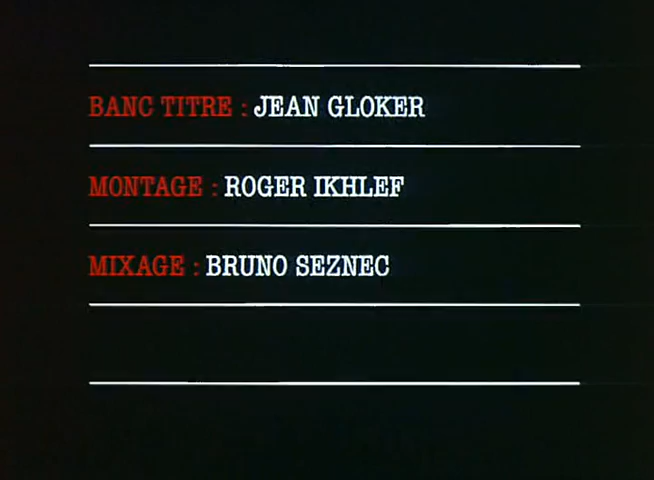 BANC TITRE : JEAN GLOKER
MONTAGE : ROGER IKHLEF
MIXAGE : BRUNO SEZNEC